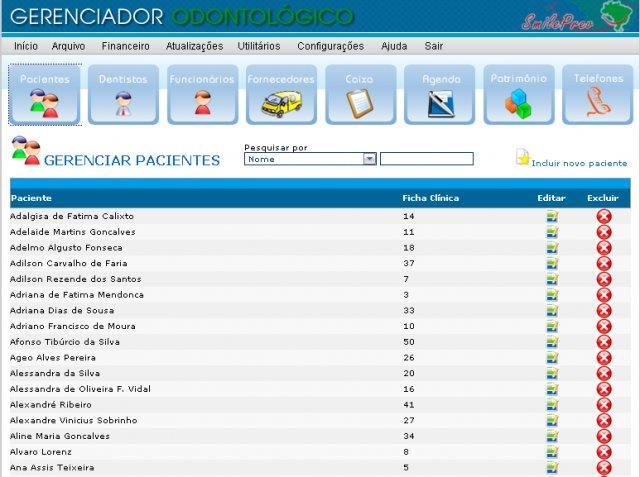 GERENCIADOR ODONTOLÓGICO
SmilePrev
Início Arquivo Financeiro Atualizações Utilitários Configurações Ajuda Sair
Pacientes Dentistas Funcionários Fornecedores Caixa Agenda Patrimônio Telefones
GERENCIAR PACIENTES
Pesquisar por
Nome
Incluir novo paciente
Paciente Ficha Clínica Editar Excluir
Adalgisa de Fatima Calixto 14
Adelaide Martins Goncalves 11
Adelmo Algusto Fonseca 18
Adilson Carvalho de Faria 37
Adilson Rezende dos Santos 7
Adriana de Fatima Mendonca 3
Adriana Dias de Sousa 33
Adriano Francisco de Moura 10
Afonso Tibúrcio da Silva 50
Ageo Alves Pereira 26
Alessandra da Silva 20
Alessandra de Oliveira F. Vidal 16
Alexandré Ribeiro 41
Alexandre Vinicius Sobrinho 27
Aline Maria Goncalves 34
Alvaro Lorenz 8
Ana Assis Teixeira 5